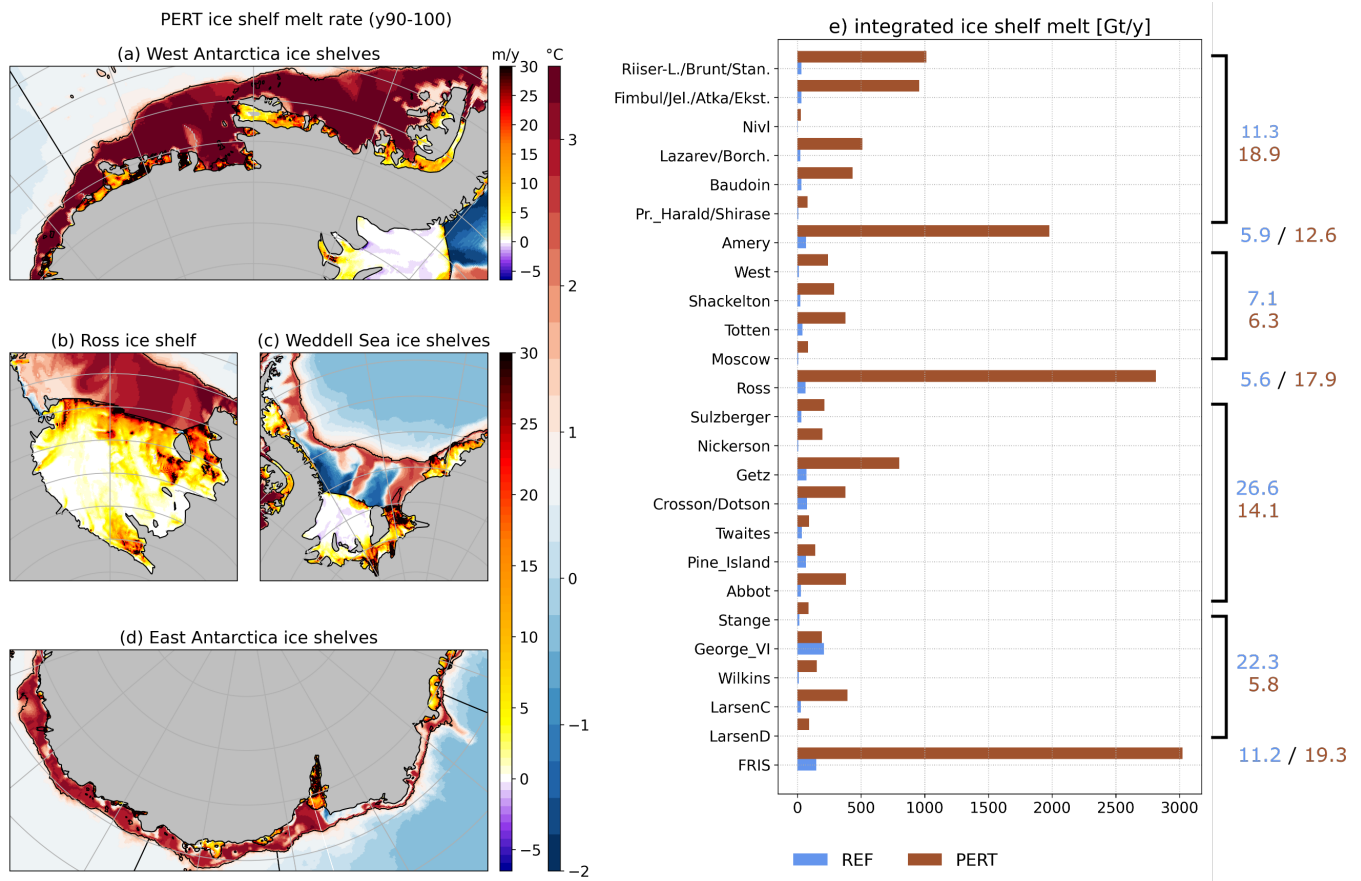 PERT ice shelf melt rate (y90-100)
(a) West Antarctica ice shelves
m/y
°C
30
25
20
15
10
5
0
−5
(b) Ross ice shelf
(c) Weddell Sea ice shelves
30
25
20
15
10
5
0
−5
3
2
1
0
−1
−2
(d) East Antarctica ice shelves
e) integrated ice shelf melt [Gt/y]
Riiser-L./Brunt/Stan.
Fimbul/Jel./Atka/Ekst.
Nivl
Lazarev/Borch.
Baudoin
Pr._Harald/Shirase
Amery
West
Shackelton
Totten
Moscow
Ross
Sulzberger
Nickerson
Getz
Crosson/Dotson
Twaites
Pine_Island
Abbot
Stange
George_VI
Wilkins
LarsenC
LarsenD
FRIS
0 500 1000 1500 2000 2500 3000
11.3
18.9
5.9 / 12.6
7.1
6.3
5.6 / 17.9
26.6
14.1
22.3
5.8
11.2 / 19.3
REF PERT